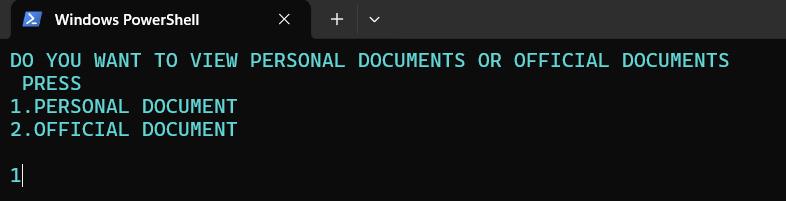 Windows PowerShell
DO YOU WANT TO VIEW PERSONAL DOCUMENTS OR OFFICIAL DOCUMENTS
 PRESS
1.PERSONAL DOCUMENT
2.OFFICIAL DOCUMENT
1